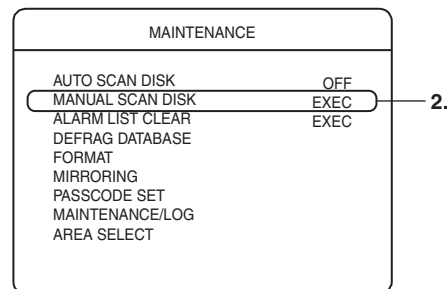 MAINTENANCE
AUTO SCAN DISK OFF
MANUAL SCAN DISK EXEC 2.
ALARM LIST CLEAR EXEC
DEFRAG DATABASE
FORMAT
MIRRORING
PASSCODE SET
MAINTENANCE/LOG
AREA SELECT